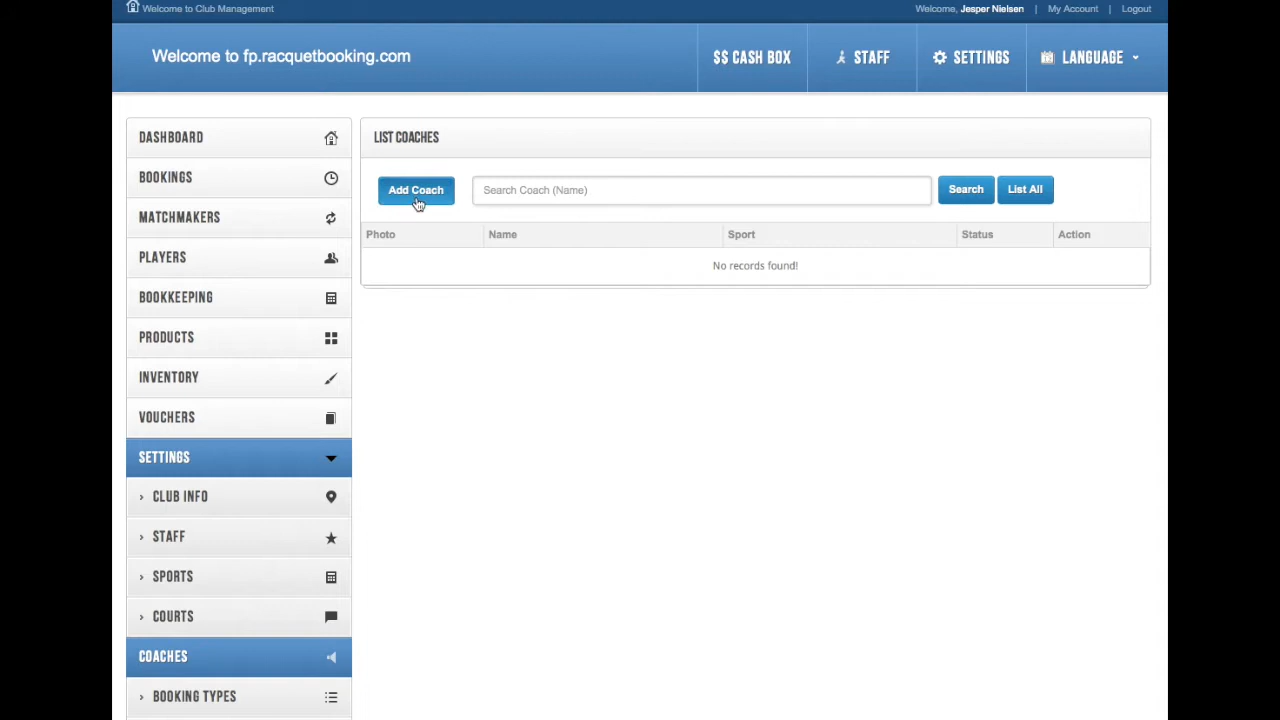 Welcome to Club Management
Welcome, Jesper Nielsen | My Account | Logout
Welcome to fp.racquetbooking.com
$$ CASH BOX
STAFF
SETTINGS
LANGUAGE
DASHBOARD
BOOKINGS
MATCHMAKERS
PLAYERS
BOOKKEEPING
PRODUCTS
INVENTORY
VOUCHERS
SETTINGS
› CLUB INFO
› STAFF
› SPORTS
› COURTS
COACHES
› BOOKING TYPES
LIST COACHES
Add Coach
Search Coach (Name)
Search
List All
Photo Name Sport Status Action
No records found!